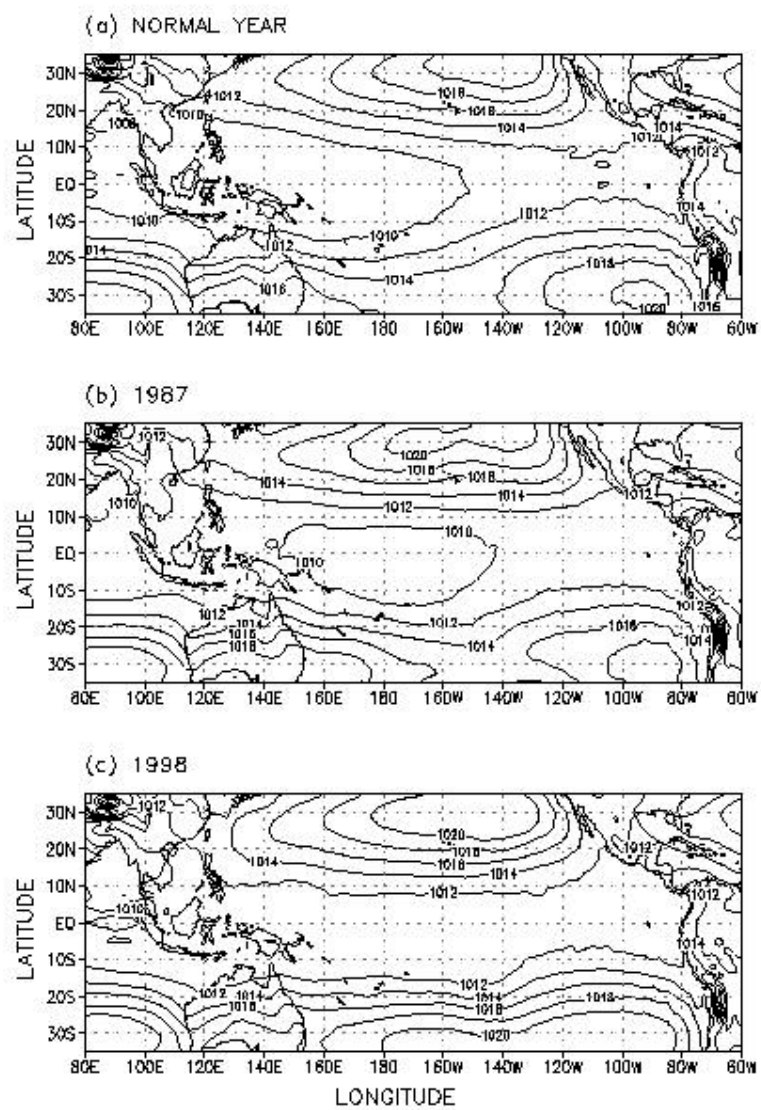 (a) NORMAL YEAR
30N 1012 1018
20N 1010 1018 1014
1008 1014 1012
10N 1012
EQ
10S 1010 1012 1014
1010
1012
20S 014 1014 1018
30S 1016 1020 1016
80E 100E 120E 140E 160E 180 160W 140W 120W 100W 80W 60W
LATITUDE
(b) 1987
30N 1012 1020
20N 1014 1018 1018 1014 1012
10N 1010 1012
1010
EQ 1010
10S
1012 1012 1012
20S 1014 1016 1014 1016 1014
30S 1018
80E 100E 120E 140E 160E 180 160W 140W 120W 100W 80W 60W
LATITUDE
(c) 1998
30N 1012 1020
20N 1014 1018 1016 1014 1012
10N 1012 1012
1010
EQ
10S 1014
1012
20S 1012 1014 1014 1018
1016 1018
30S 1020
80E 100E 120E 140E 160E 180 160W 140W 120W 100W 80W 60W
LATITUDE
LONGITUDE